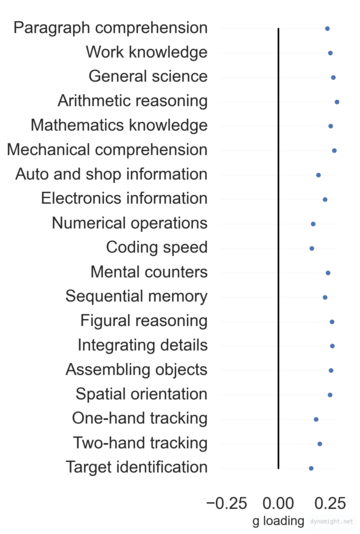 Paragraph comprehension
Work knowledge
General science
Arithmetic reasoning
Mathematics knowledge
Mechanical comprehension
Auto and shop information
Electronics information
Numerical operations
Coding speed
Mental counters
Sequential memory
Figural reasoning
Integrating details
Assembling objects
Spatial orientation
One-hand tracking
Two-hand tracking
Target identification
−0.25 0.00 0.25
g loading
dynomight.net